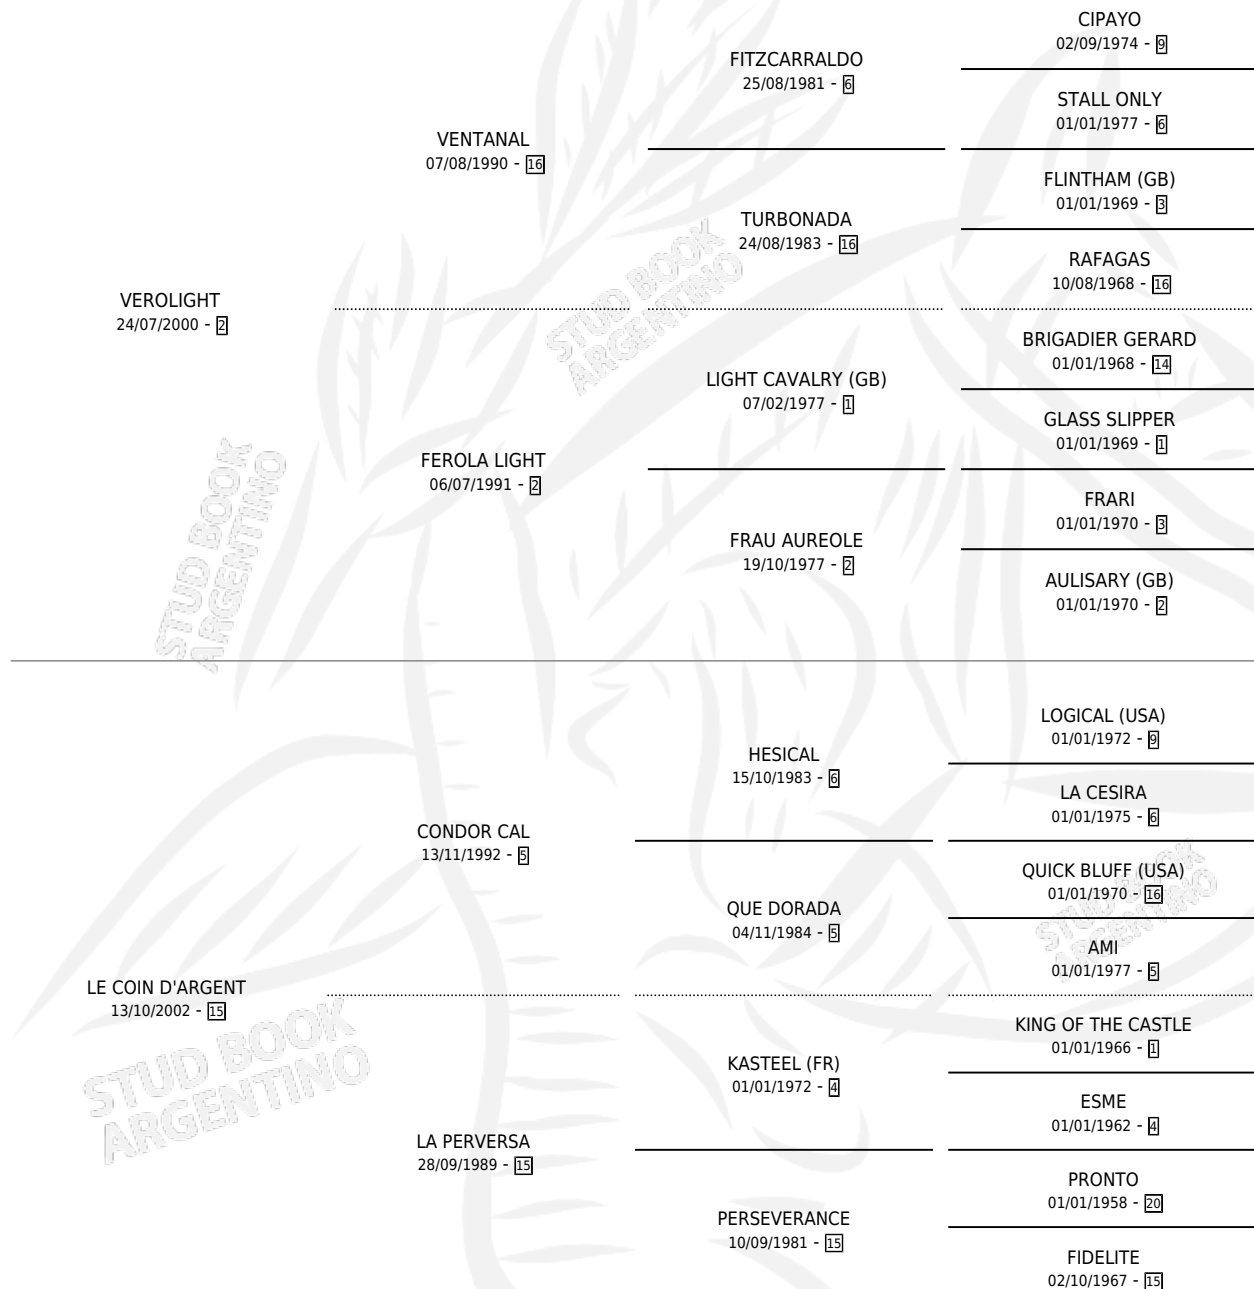 CIPAYO
02/09/1974 - 9
FITZCARRALDO
25/08/1981 - 6
STALL ONLY
01/01/1977 - 6
VENTANAL
07/08/1990 - 16
FLINTHAM (GB)
01/01/1969 - 3
TURBONADA
24/08/1983 - 16
RAFAGAS
10/08/1968 - 16
VEROLIGHT
24/07/2000 - 2
BRIGADIER GERARD
01/01/1968 - 14
LIGHT CAVALRY (GB)
07/02/1977 - 1
GLASS SLIPPER
01/01/1969 - 1
FEROLA LIGHT
06/07/1991 - 2
FRARI
01/01/1970 - 3
FRAU AUREOLE
19/10/1977 - 2
AULISARY (GB)
01/01/1970 - 2
LOGICAL (USA)
01/01/1972 - 9
HESICAL
15/10/1983 - 6
LA CESIRA
01/01/1975 - 6
CONDOR CAL
13/11/1992 - 5
QUICK BLUFF (USA)
01/01/1970 - 16
QUE DORADA
04/11/1984 - 5
AMI
01/01/1977 - 5
LE COIN D'ARGENT
13/10/2002 - 15
KING OF THE CASTLE
01/01/1966 - 1
KASTEEL (FR)
01/01/1972 - 4
ESME
01/01/1962 - 4
LA PERVERSA
28/09/1989 - 15
PRONTO
01/01/1958 - 20
PERSEVERANCE
10/09/1981 - 15
FIDELITE
02/10/1967 - 15
STUD BOOK
ARGENTINO
STUD BOOK
ARGENTINO
STUD BOOK
ARGENTINO
STUD BOOK
ARGENTINO